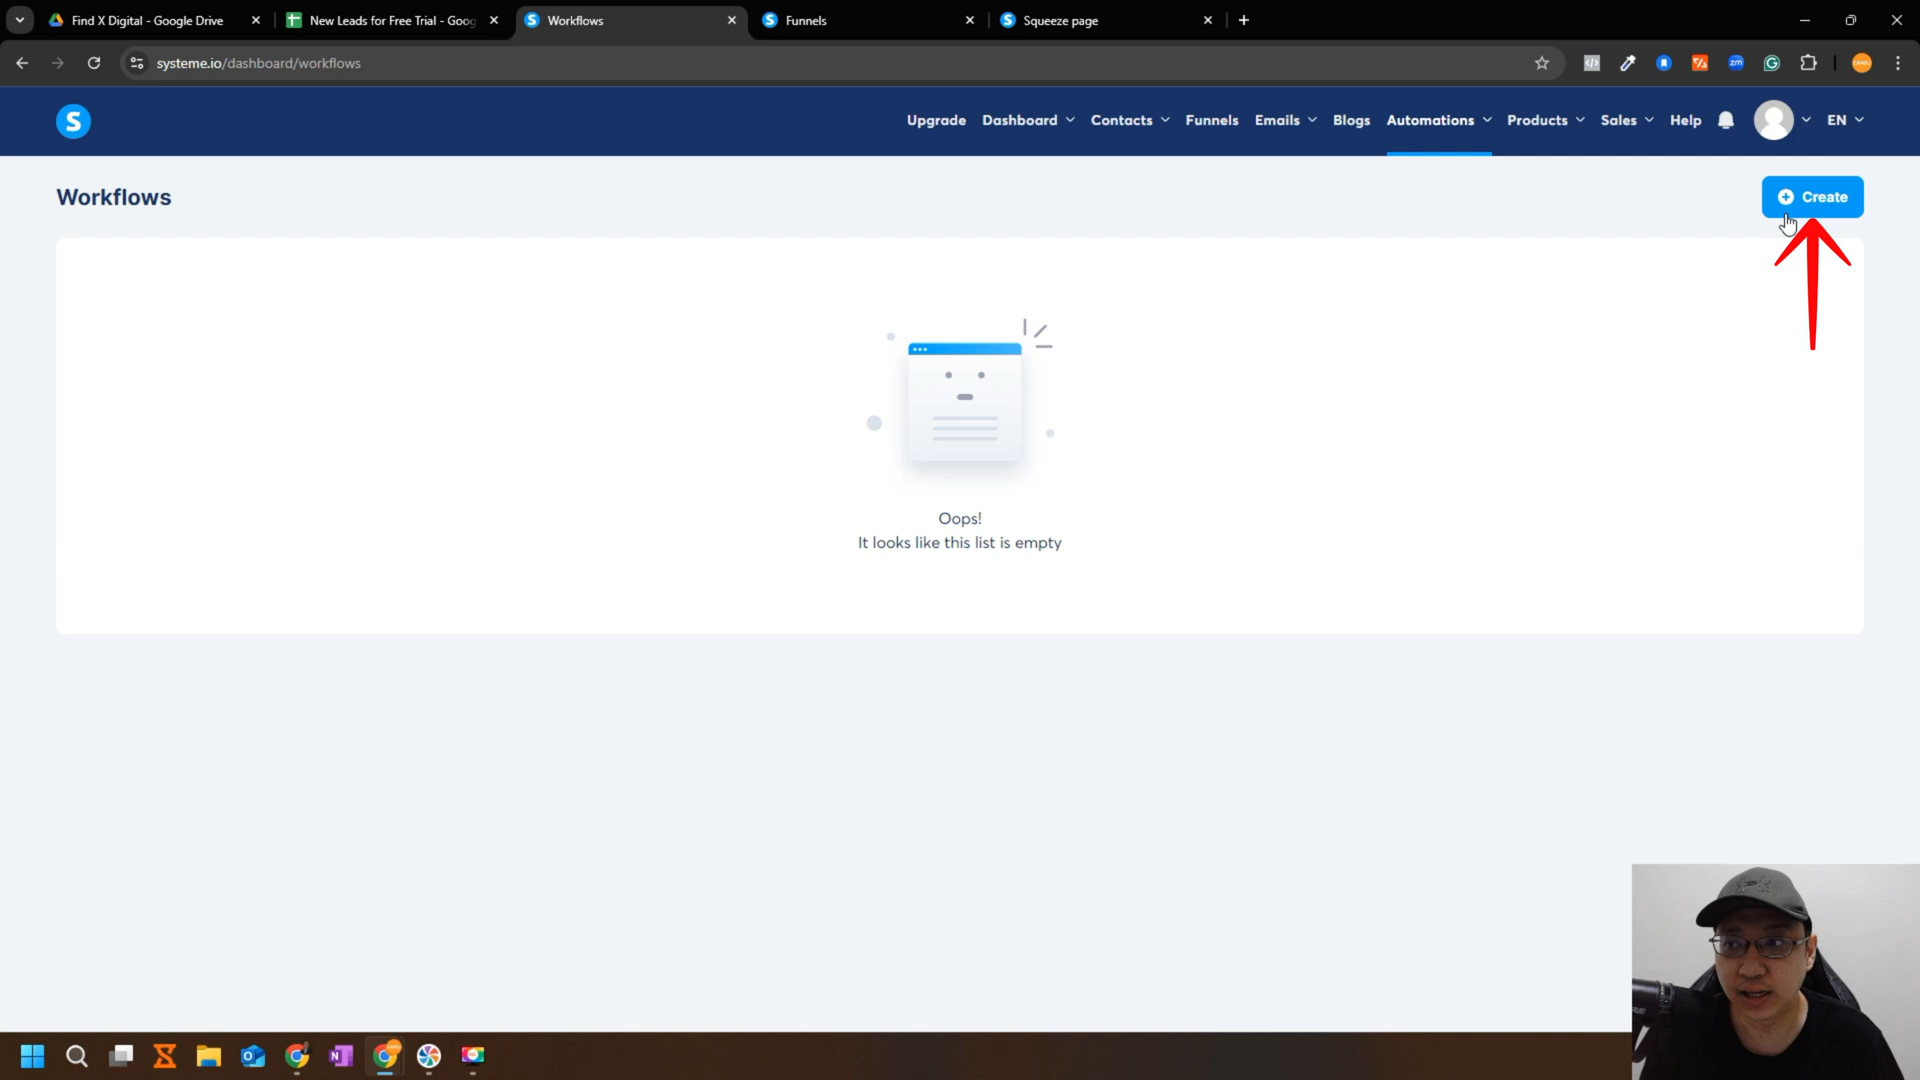 Find X Digital - Google Drive
New Leads for Free Trial - Goog
Workflows
Funnels
Squeeze page
systeme.io/dashboard/workflows
S
Upgrade
Dashboard
Contacts
Funnels
Emails
Blogs
Automations
Products
Sales
Help
EN
Workflows
Create
Oops!
It looks like this list is empty